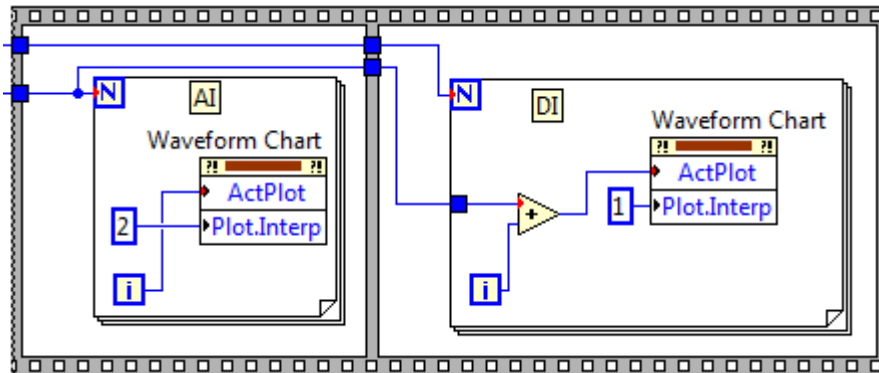 N
AI
Waveform Chart
?! ?!
ActPlot
2
Plot.Interp
i
N
DI
Waveform Chart
?! ?!
ActPlot
+
1
Plot.Interp
i